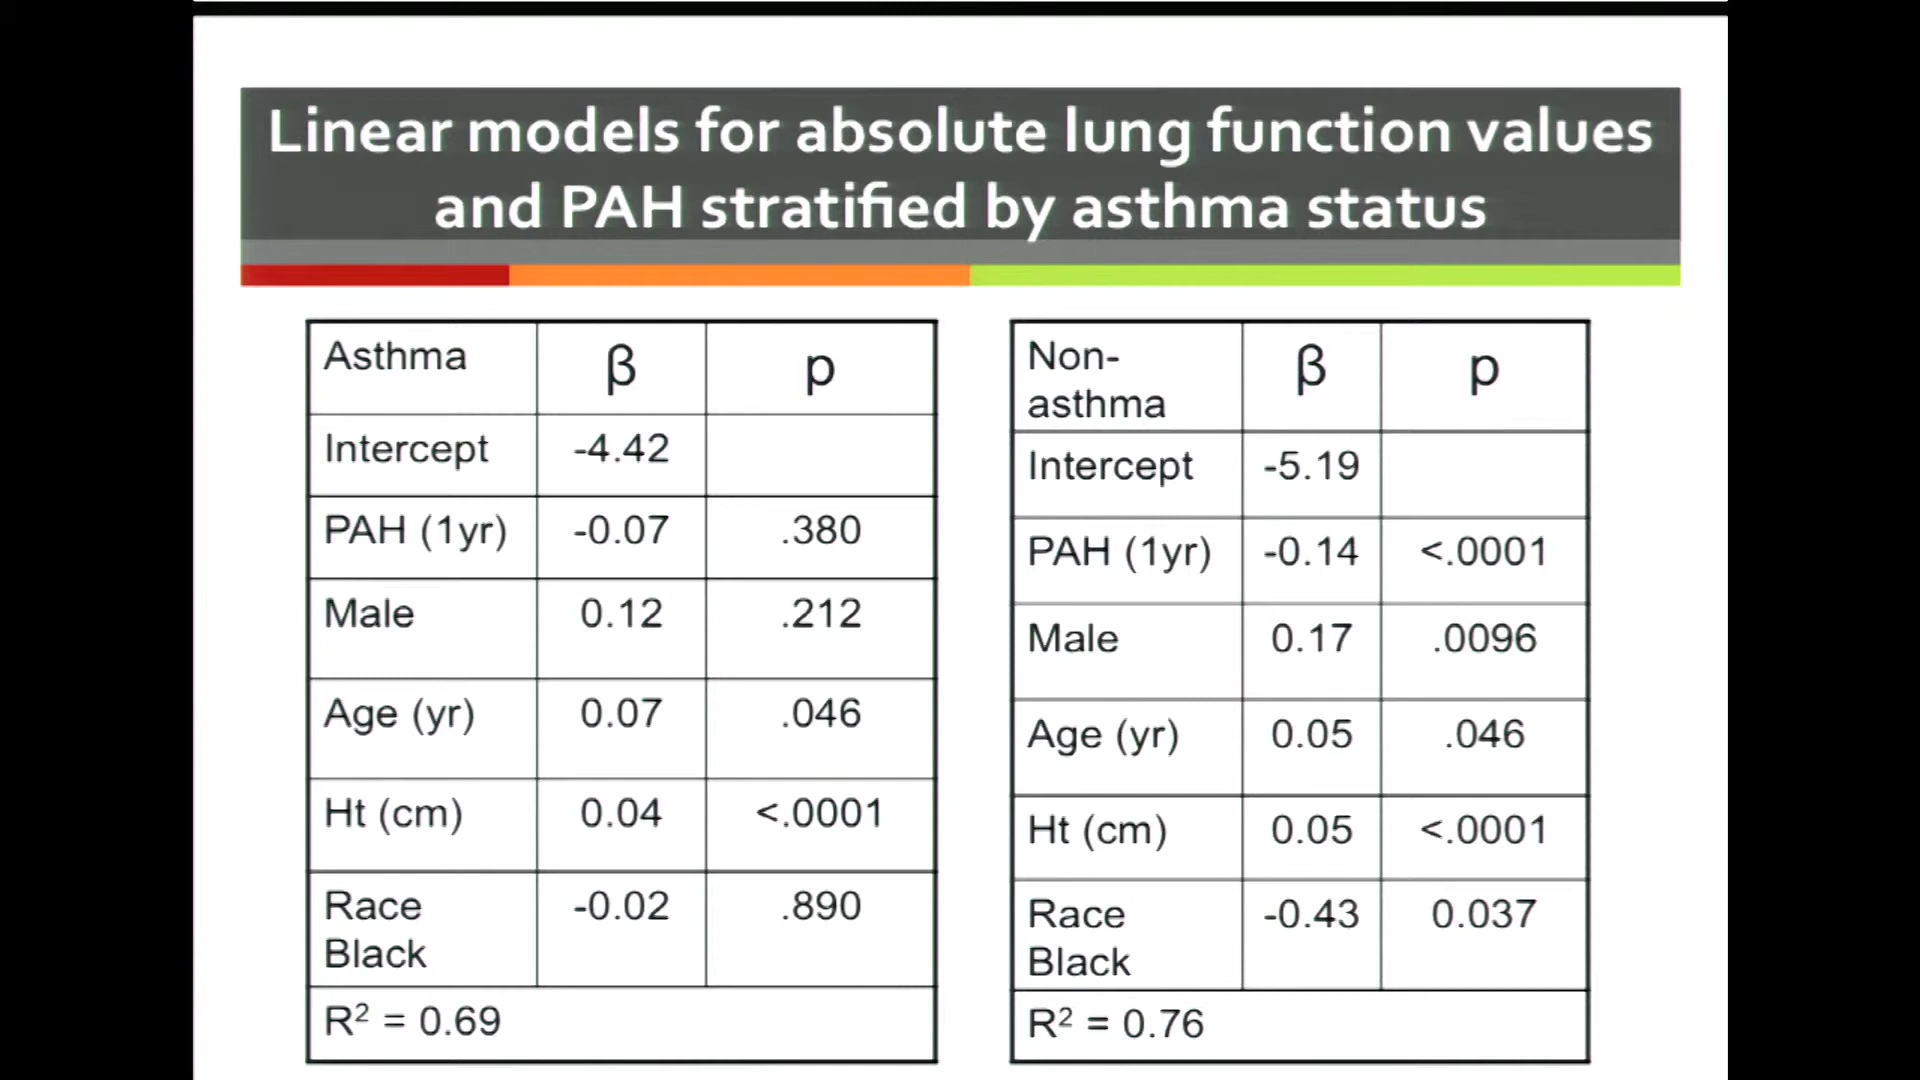 Linear models for absolute lung function values
and PAH stratified by asthma status
Asthma β p
Intercept -4.42
PAH (1yr) -0.07 .380
Male 0.12 .212
Age (yr) 0.07 .046
Ht (cm) 0.04 <.0001
Race -0.02 .890
Black
R² = 0.69
Non- β p
asthma
Intercept -5.19
PAH (1yr) -0.14 <.0001
Male 0.17 .0096
Age (yr) 0.05 .046
Ht (cm) 0.05 <.0001
Race -0.43 0.037
Black
R² = 0.76